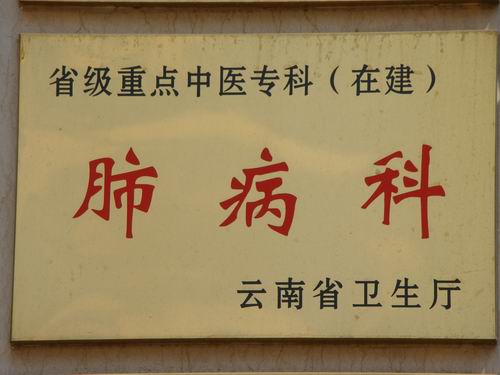 省级重点中医专科（在建）
肺病科
云南省卫生厅